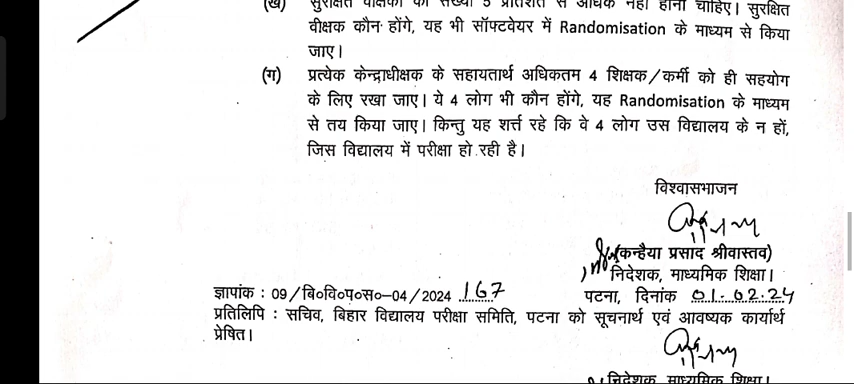 (ख) सुरक्षित वीक्षकों की संख्या 5 प्रतिशत से अधिक नहीं होनी चाहिए। सुरक्षित
वीक्षक कौन होंगे, यह भी सॉफ्टवेयर में Randomisation के माध्यम से किया
जाए।
(ग) प्रत्येक केन्द्राधीक्षक के सहायतार्थ अधिकतम 4 शिक्षक/कर्मी को ही सहयोग
के लिए रखा जाए। ये 4 लोग भी कौन होंगे, यह Randomisation के माध्यम
से तय किया जाए। किन्तु यह शर्त्त रहे कि वे 4 लोग उस विद्यालय के न हों,
जिस विद्यालय में परीक्षा हो रही है।
विश्वासभाजन
(कन्हैया प्रसाद श्रीवास्तव)
निदेशक, माध्यमिक शिक्षा।
ज्ञापांक : 09/बि०वि०प०स०–04/2024 167
पटना, दिनांक 01.02.24
प्रतिलिपि : सचिव, बिहार विद्यालय परीक्षा समिति, पटना को सूचनार्थ एवं आवष्यक कार्यार्थ
प्रेषित।
निदेशक, माध्यमिक शिक्षा।